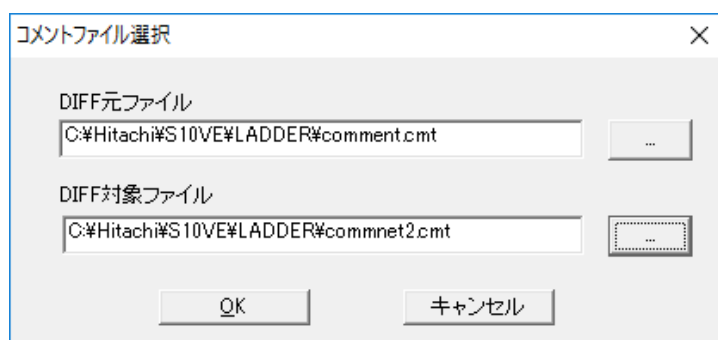 コメントファイル選択
DIFF元ファイル
C:¥Hitachi¥S10VE¥LADDER¥comment.cmt
...
DIFF対象ファイル
C:¥Hitachi¥S10VE¥LADDER¥commnet2.cmt
...
OK
キャンセル